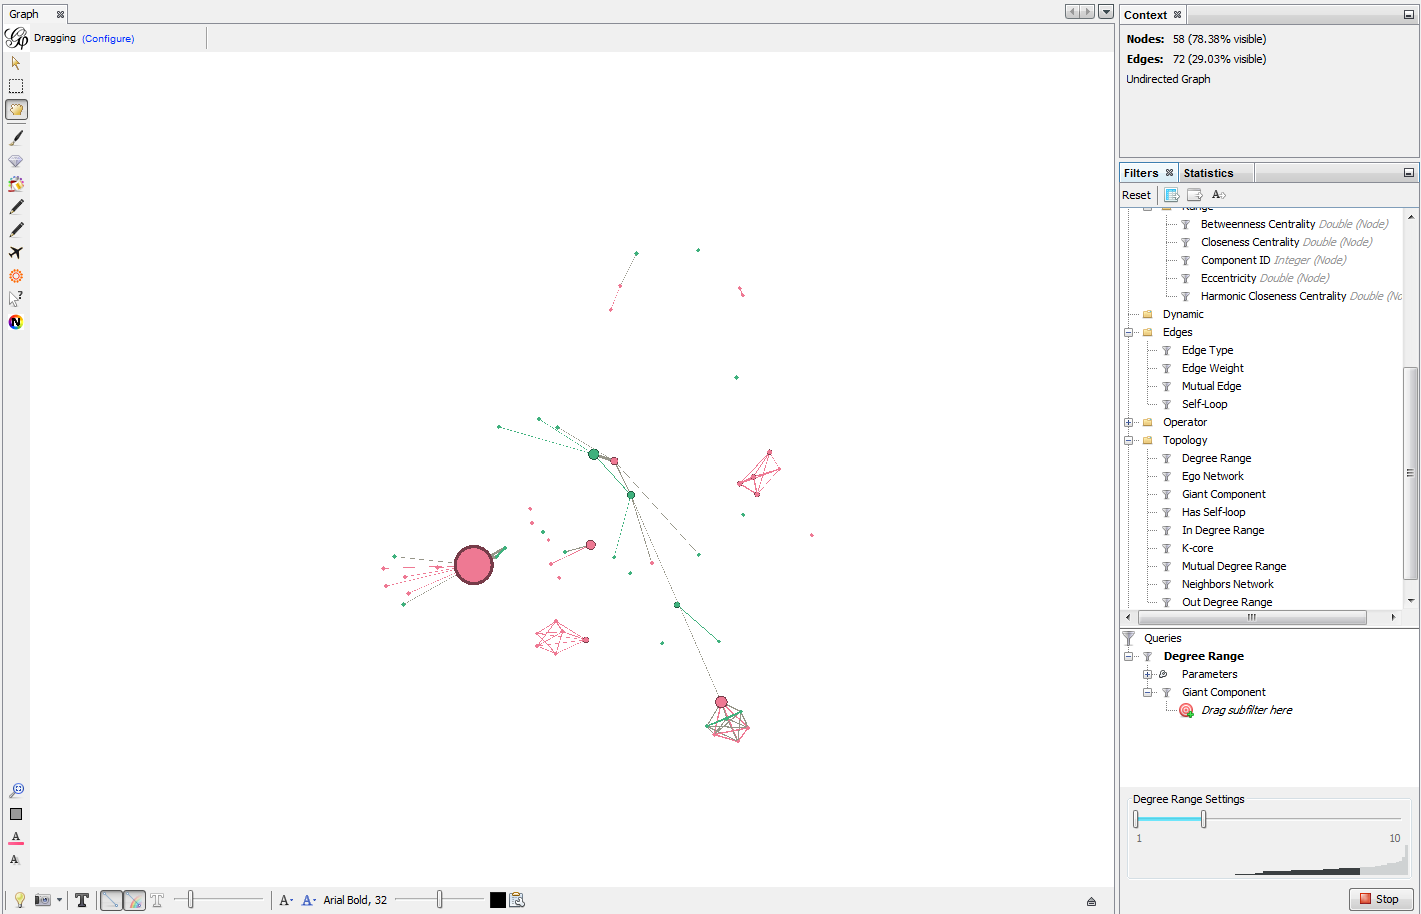 Graph
Dragging (Configure)
Context
Nodes: 58 (78.38% visible)
Edges: 72 (29.03% visible)
Undirected Graph
Filters
Statistics
Reset
A
Range
Betweenness Centrality Double (Node)
Closeness Centrality Double (Node)
Component ID Integer (Node)
Eccentricity Double (Node)
Harmonic Closeness Centrality Double (No
Dynamic
Edges
Edge Type
Edge Weight
Mutual Edge
Self-Loop
Operator
Topology
Degree Range
Ego Network
Giant Component
Has Self-loop
In Degree Range
K-core
Mutual Degree Range
Neighbors Network
Out Degree Range
Queries
Degree Range
Parameters
Giant Component
Drag subfilter here
Degree Range Settings
1 10
A
A
T T A- A- Arial Bold, 32
Stop